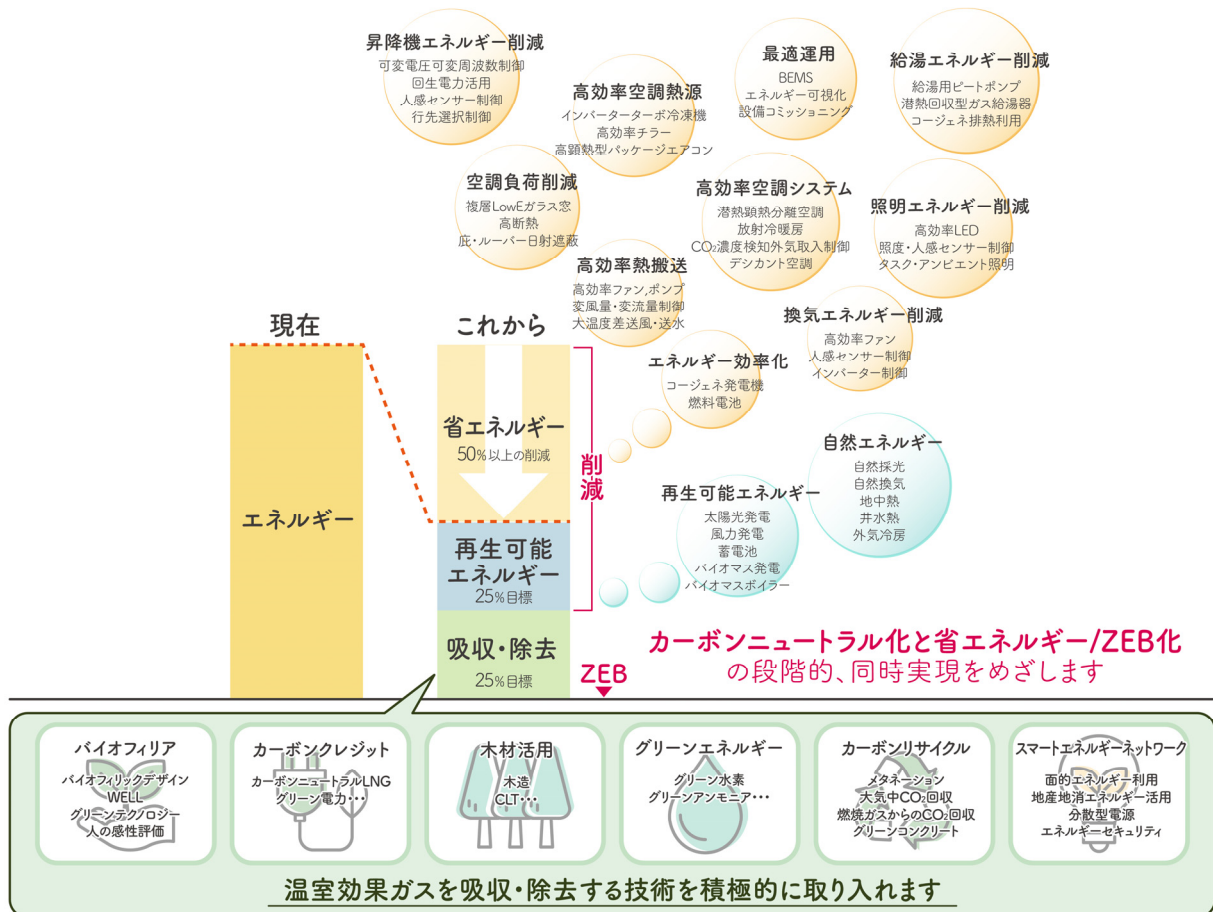 昇降機エネルギー削減
可変電圧可変周波数制御
回生電力活用
人感センサー制御
行先選択制御
高効率空調熱源
インバーターターボ冷凍機
高効率チラー
高顕熱型パッケージエアコン
最適運用
BEMS
エネルギー可視化
設備コミッショニング
給湯エネルギー削減
給湯用ヒートポンプ
潜熱回収型ガス給湯器
コージェネ排熱利用
空調負荷削減
複層LowEガラス窓
高断熱
庇・ルーバー日射遮蔽
高効率空調システム
潜熱顕熱分離空調
放射冷暖房
CO₂濃度検知外気取入制御
デシカント空調
照明エネルギー削減
高効率LED
照度・人感センサー制御
タスク・アンビエント照明
高効率熱搬送
高効率ファン,ポンプ
変風量・変流量制御
大温度差送風・送水
換気エネルギー削減
高効率ファン
人感センサー制御
インバーター制御
エネルギー効率化
コージェネ発電機
燃料電池
現在
これから
エネルギー
省エネルギー
50%以上の削減
削減
再生可能
エネルギー
25%目標
吸収・除去
25%目標
ZEB
自然エネルギー
自然採光
自然換気
地中熱
井水熱
外気冷房
再生可能エネルギー
太陽光発電
風力発電
蓄電池
バイオマス発電
バイオマスボイラー
カーボンニュートラル化と省エネルギー/ZEB化
の段階的、同時実現をめざします
バイオフィリア
バイオフィリックデザイン
WELL
グリーンテクノロジー
人の感性評価
カーボンクレジット
カーボンニュートラルLNG
グリーン電力・・・
木材活用
木造
CLT・・・
グリーンエネルギー
グリーン水素
グリーンアンモニア・・・
カーボンリサイクル
メタネーション
大気中CO₂回収
燃焼ガスからのCO₂回収
グリーンコンクリート
スマートエネルギーネットワーク
面的エネルギー利用
地産地消エネルギー活用
分散型電源
エネルギーセキュリティ
温室効果ガスを吸収・除去する技術を積極的に取り入れます